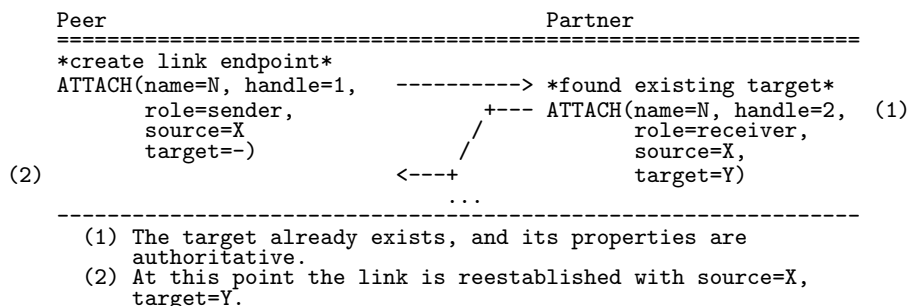 Peer                                     Partner
================================================================
*create link endpoint*
ATTACH(name=N, handle=1,   ----------> *found existing target*
       role=sender,               +--- ATTACH(name=N, handle=2,   (1)
       source=X                  /            role=receiver,
       target=-)                /             source=X,
(2)                        <---+              target=Y)
...
----------------------------------------------------------------
(1) The target already exists, and its properties are
authoritative.
(2) At this point the link is reestablished with source=X,
target=Y.